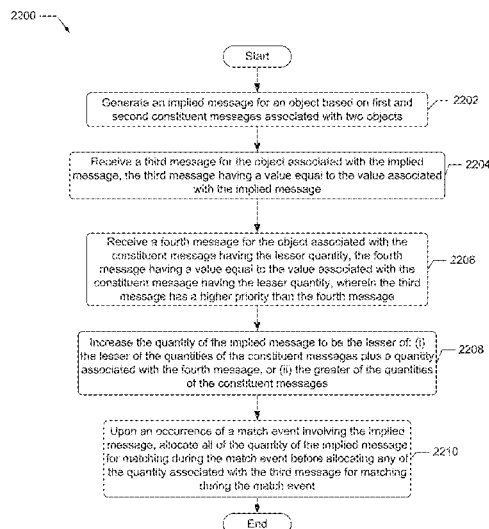 2200
Start
Generate an implied message for an object based on first and
second constituent messages associated with two objects
2202
Receive a third message for the object associated with the implied
message, the third message having a value equal to the value associated
with the implied message
2204
Receive a fourth message for the object associated with the
constituent message having the lesser quantity, the fourth
message having a value equal to the value associated with the
constituent message having the lesser quantity, wherein the third
message has a higher priority than the fourth message
2206
Increase the quantity of the implied message to be the lesser of: (i)
the lesser of the quantities of the constituent messages plus a quantity
associated with the fourth message, or (ii) the greater of the quantities
of the constituent messages
2208
Upon an occurrence of a match event involving the implied
message, allocate all of the quantity of the implied message
for matching during the match event before allocating any of
the quantity associated with the third message for matching
during the match event
2210
End